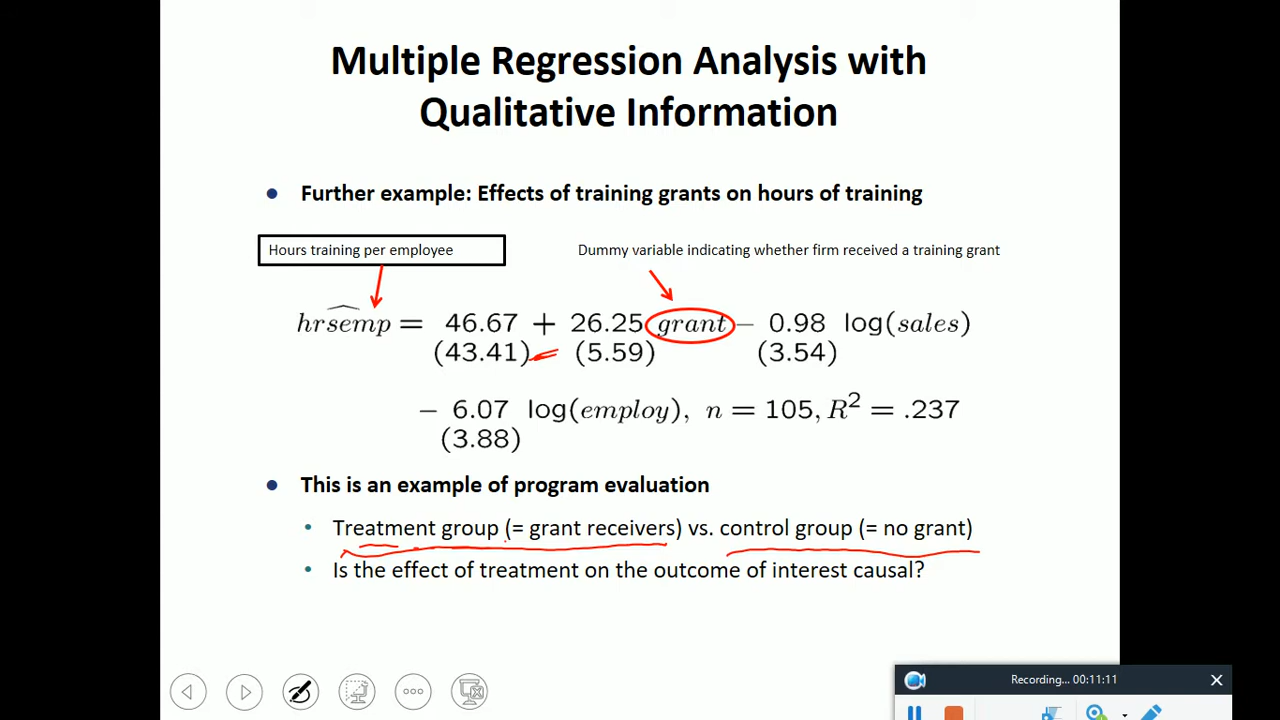 Multiple Regression Analysis with
Qualitative Information
Further example: Effects of training grants on hours of training
Hours training per employee
Dummy variable indicating whether firm received a training grant
\widehat{hrsemp} = 46.67 + 26.25 grant − 0.98 log(sales)
(43.41) (5.59) (3.54)
− 6.07 log(employ), n = 105, R² = .237
(3.88)
This is an example of program evaluation
Treatment group (= grant receivers) vs. control group (= no grant)
Is the effect of treatment on the outcome of interest causal?
Recording... 00:11:11